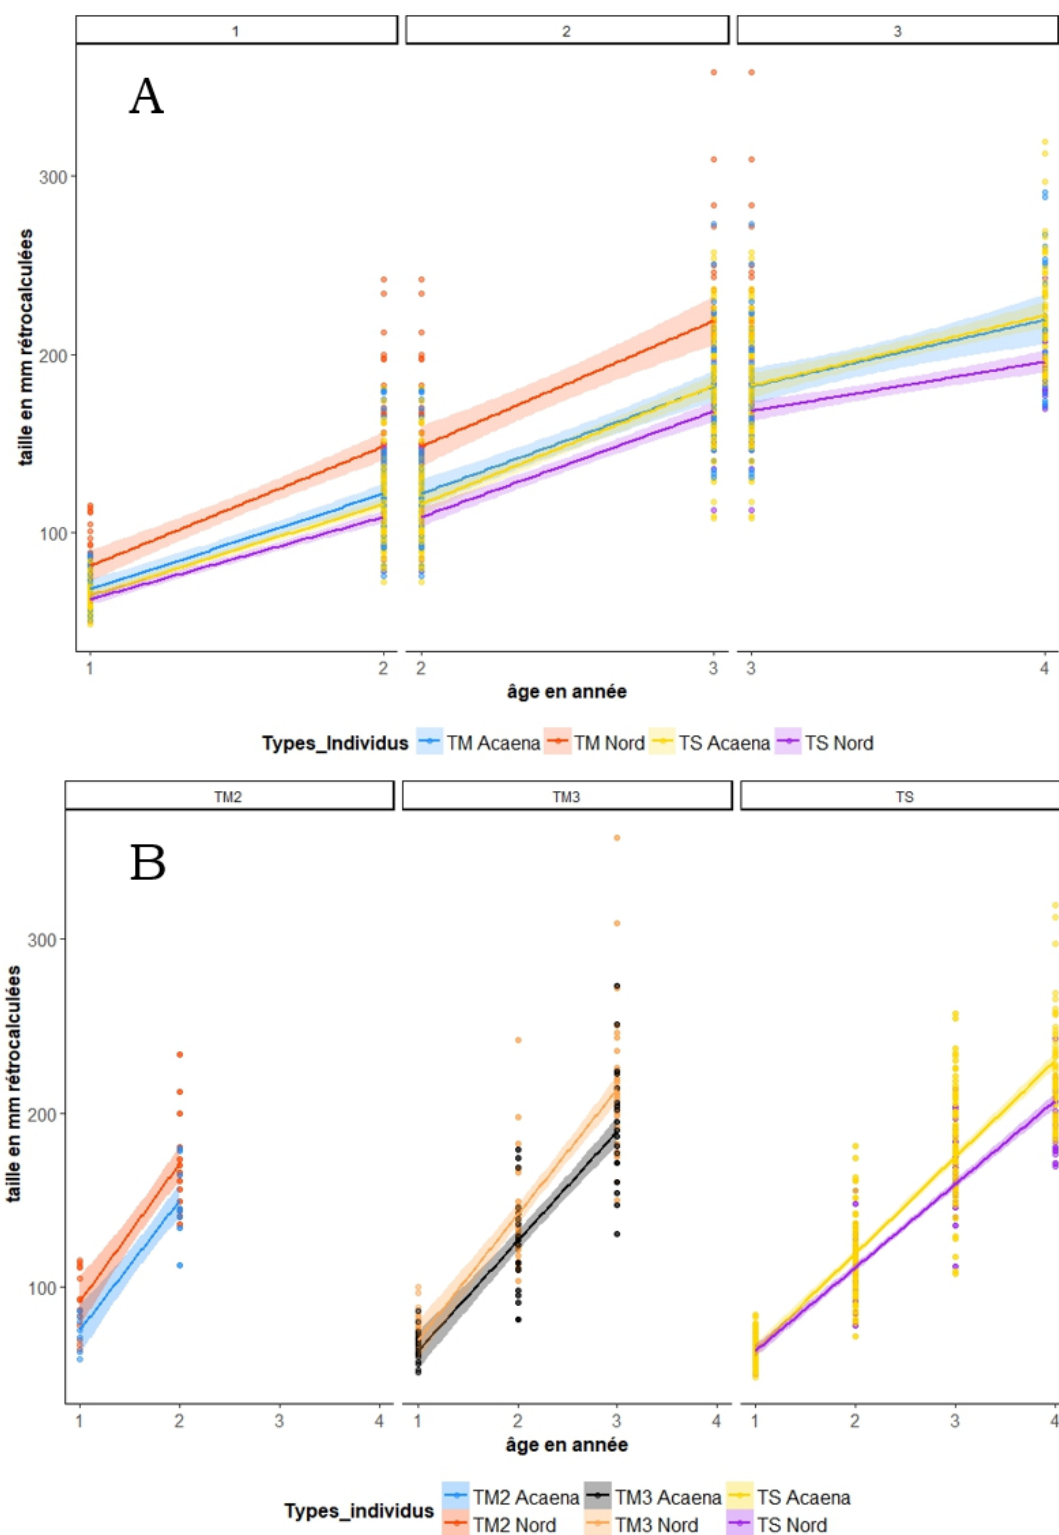 1 2 3
A
300
200
100
taille en mm rétrocalculées
1 2 2 3 3 4
âge en année
Types_Individus TM Acaena TM Nord TS Acaena TS Nord
TM2 TM3 TS
B
300
200
100
taille en mm rétrocalculées
1 2 3 4 1 2 3 4 1 2 3 4
âge en année
Types_individus
TM2 Acaena TM3 Acaena TS Acaena
TM2 Nord TM3 Nord TS Nord